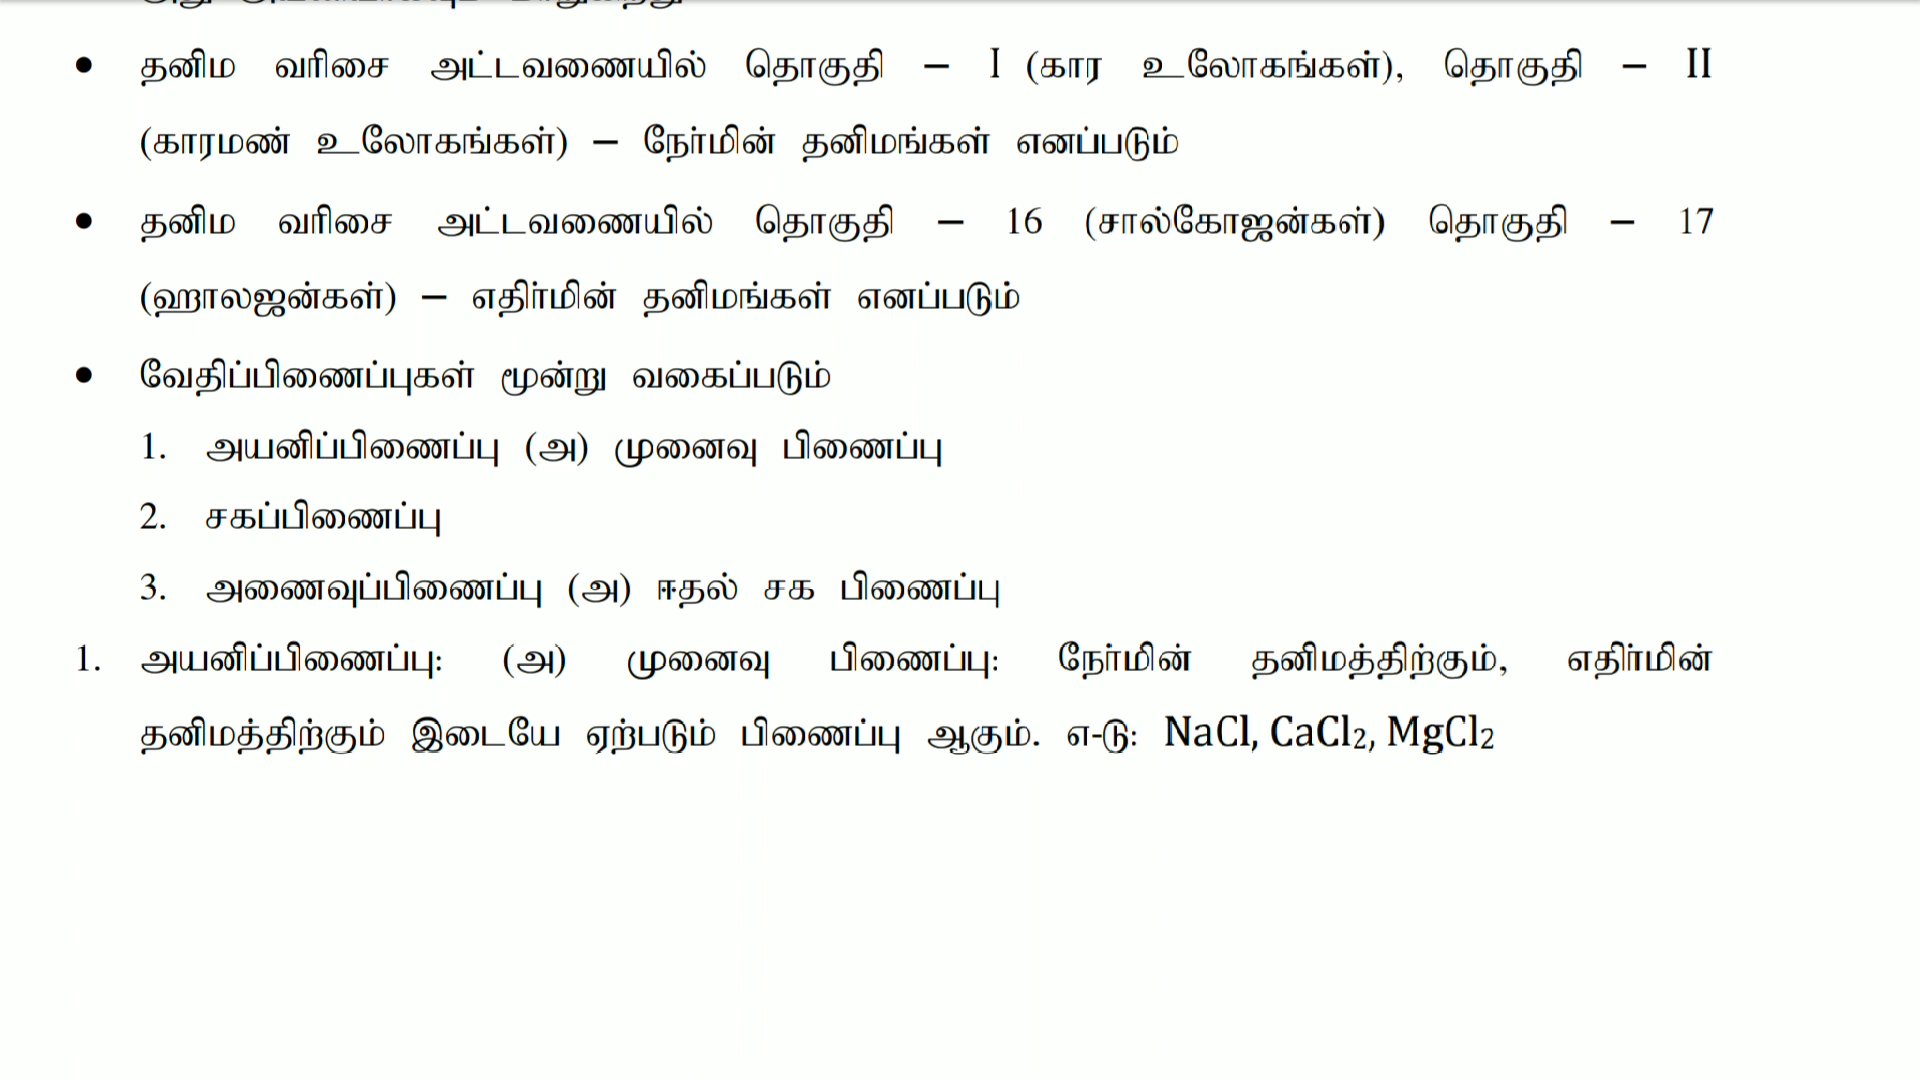 • தனிம வரிசை அட்டவணையில் தொகுதி – I (கார உலோகங்கள்), தொகுதி – II
(காரமண் உலோகங்கள்) – நேர்மின் தனிமங்கள் எனப்படும்
• தனிம வரிசை அட்டவணையில் தொகுதி – 16 (சால்கோஜன்கள்) தொகுதி – 17
(ஹாலஜன்கள்) – எதிர்மின் தனிமங்கள் எனப்படும்
• வேதிப்பிணைப்புகள் மூன்று வகைப்படும்
1. அயனிப்பிணைப்பு (அ) முனைவு பிணைப்பு
2. சகப்பிணைப்பு
3. அணைவுப்பிணைப்பு (அ) ஈதல் சக பிணைப்பு
1. அயனிப்பிணைப்பு: (அ) முனைவு பிணைப்பு: நேர்மின் தனிமத்திற்கும், எதிர்மின்
தனிமத்திற்கும் இடையே ஏற்படும் பிணைப்பு ஆகும். எ-டு: NaCl, CaCl₂, MgCl₂